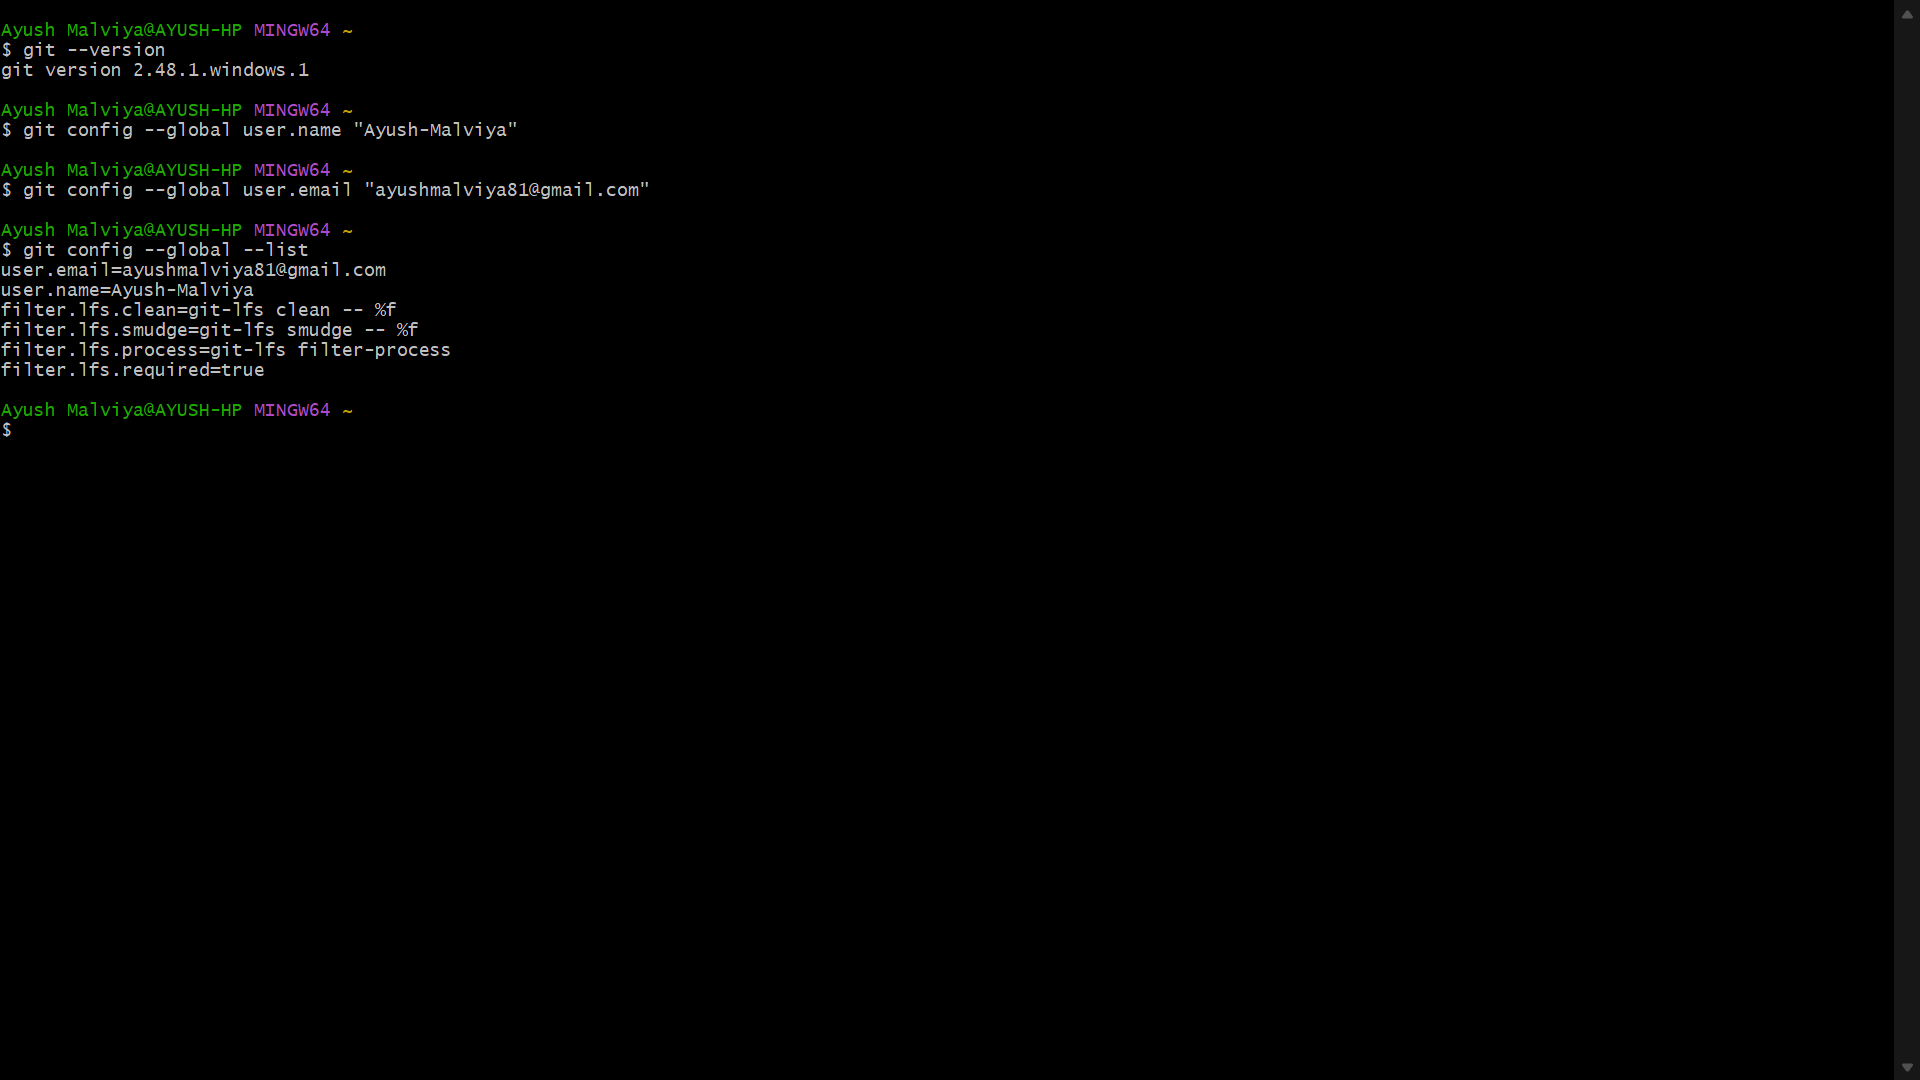 Ayush Malviya@AYUSH-HP MINGW64 ~
$ git --version
git version 2.48.1.windows.1
Ayush Malviya@AYUSH-HP MINGW64 ~
$ git config --global user.name "Ayush-Malviya"
Ayush Malviya@AYUSH-HP MINGW64 ~
$ git config --global user.email "ayushmalviya81@gmail.com"
Ayush Malviya@AYUSH-HP MINGW64 ~
$ git config --global --list
user.email=ayushmalviya81@gmail.com
user.name=Ayush-Malviya
filter.lfs.clean=git-lfs clean -- %f
filter.lfs.smudge=git-lfs smudge -- %f
filter.lfs.process=git-lfs filter-process
filter.lfs.required=true
Ayush Malviya@AYUSH-HP MINGW64 ~
$